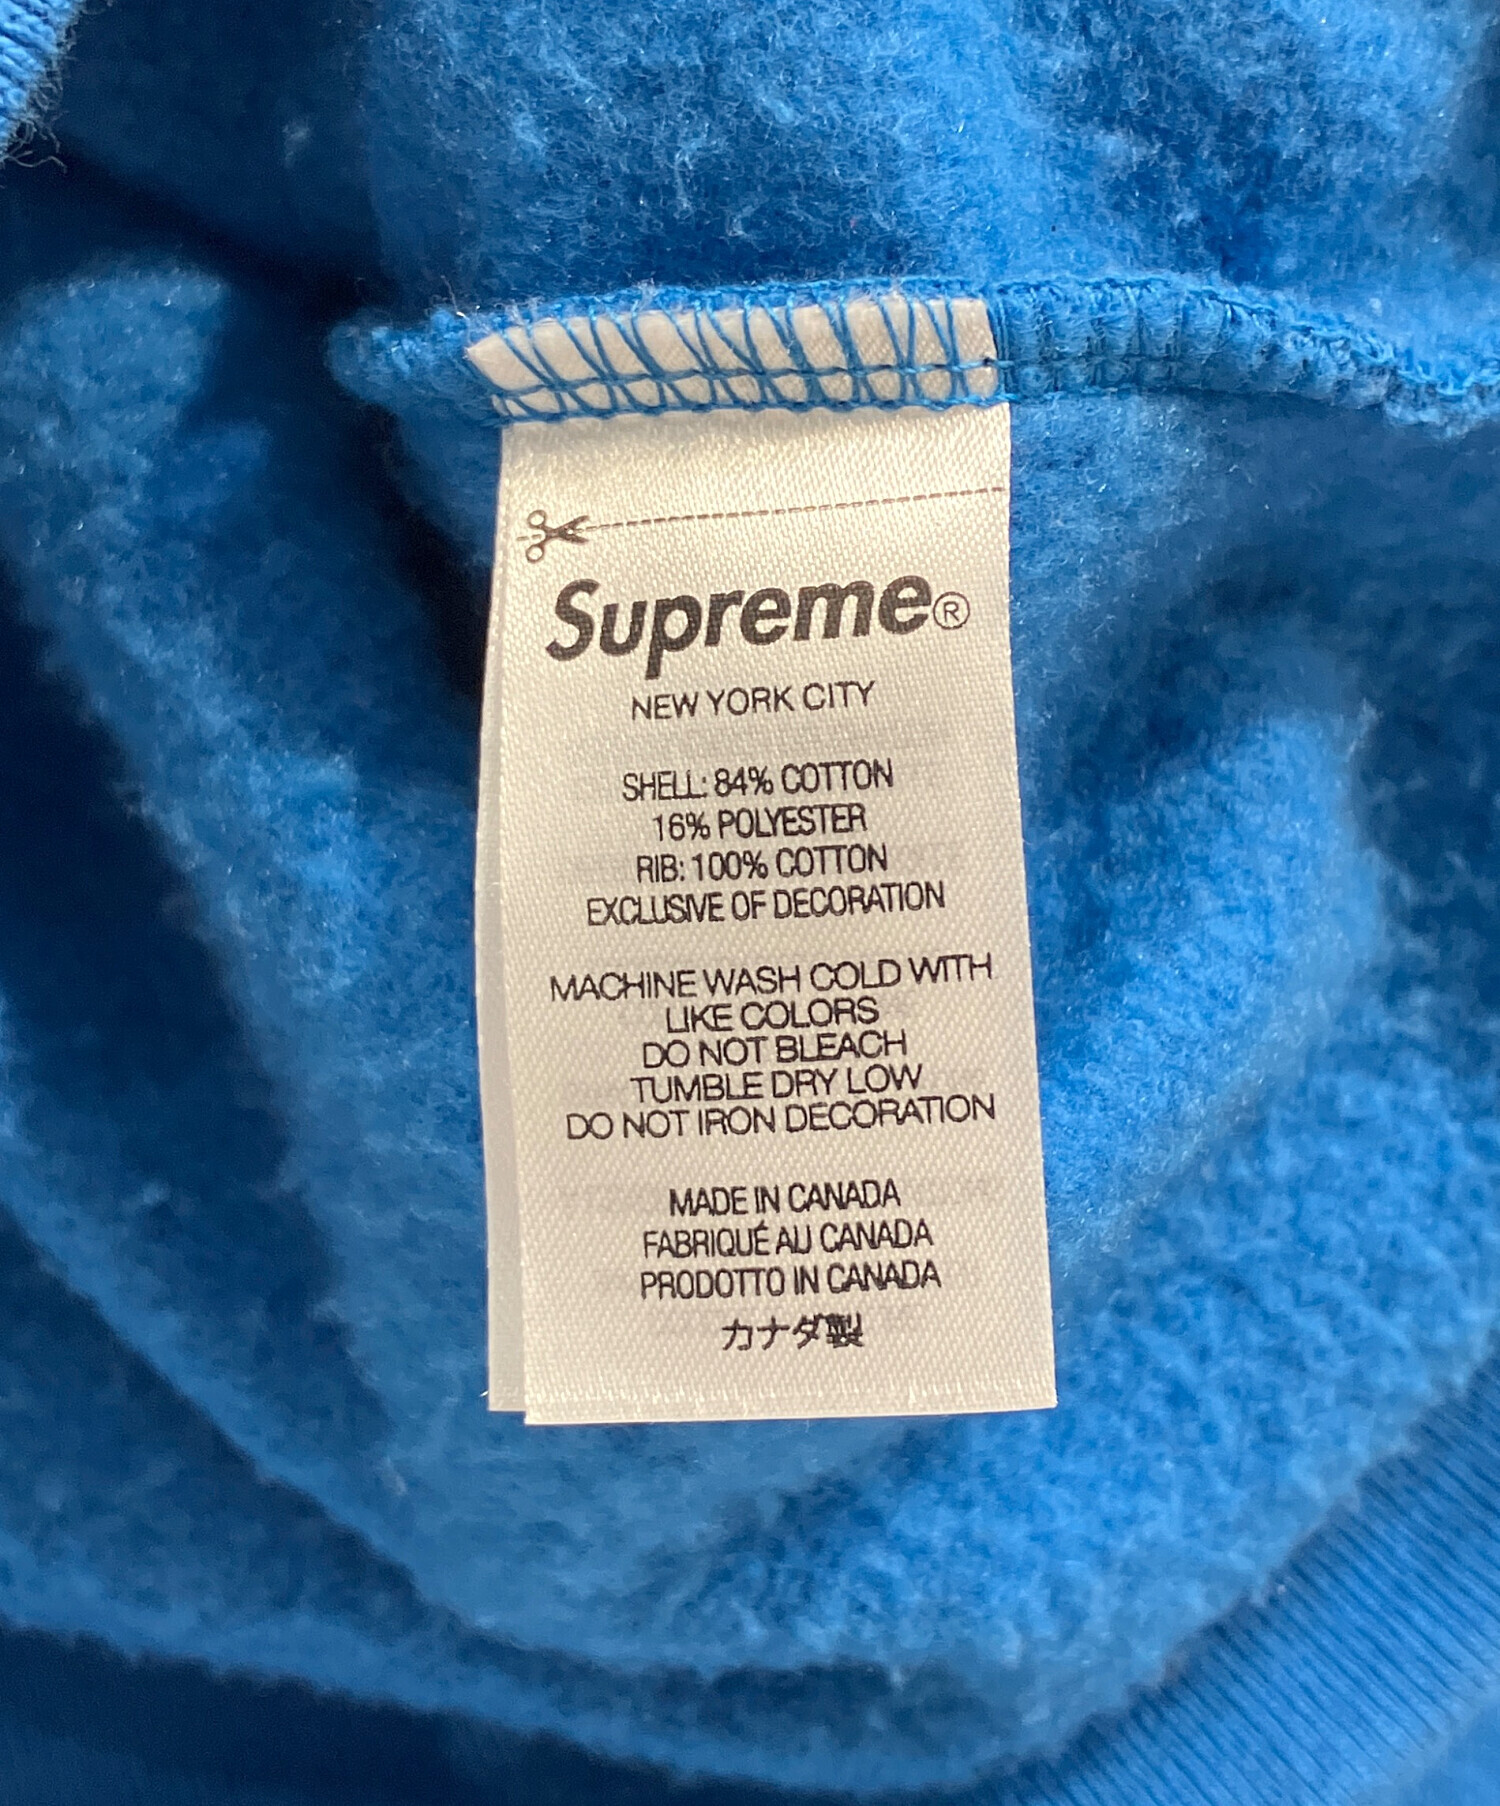 Supreme®
NEW YORK CITY
SHELL: 84% COTTON
16% POLYESTER
RIB: 100% COTTON
EXCLUSIVE OF DECORATION
MACHINE WASH COLD WITH
LIKE COLORS
DO NOT BLEACH
TUMBLE DRY LOW
DO NOT IRON DECORATION
MADE IN CANADA
FABRIQUÉ AU CANADA
PRODOTTO IN CANADA
カナダ製